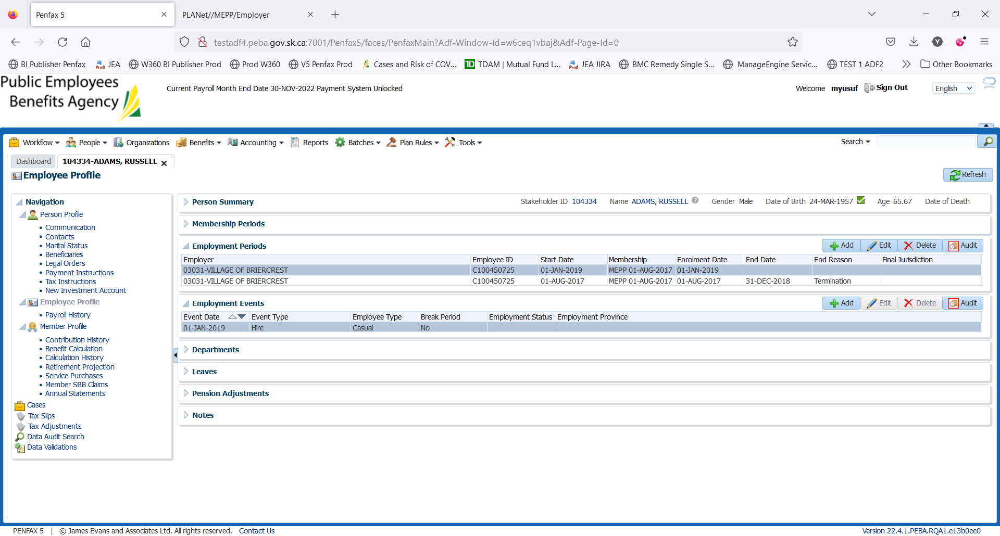 Penfax 5
PLANet//MEPP/Employer
testadf4.peba.gov.sk.ca:7001/Penfax5/faces/PenfaxMain?Adf-Window-Id=w6ceq1vbaj&Adf-Page-Id=0
Y
BI Publisher Penfax
Prod JEA
W360 BI Publisher Prod
Prod W360
V5 Penfax Prod
Cases and Risk of COV...
TD TDAM | Mutual Fund L...
Prod JEA JIRA
BMC Remedy Single S...
ManageEngine Servic...
TEST 1 ADF2
Other Bookmarks
Public Employees
Benefits Agency
Current Payroll Month End Date 30-NOV-2022 Payment System Unlocked
Welcome myusuf Sign Out English
Workflow People Organizations Benefits Accounting Reports Batches Plan Rules Tools Search
Dashboard 104334-ADAMS, RUSSELL
Employee Profile
Refresh
Navigation
Person Profile
• Communication
• Contacts
• Marital Status
• Beneficiaries
• Legal Orders
• Payment Instructions
• Tax Instructions
• New Investment Account
Employee Profile
• Payroll History
Member Profile
• Contribution History
• Benefit Calculation
• Calculation History
• Retirement Projection
• Service Purchases
• Member SRB Claims
• Annual Statements
Cases
Tax Slips
Tax Adjustments
Data Audit Search
Data Validations
Person Summary Stakeholder ID 104334 Name ADAMS, RUSSELL Gender Male Date of Birth 24-MAR-1957 Age 65.67 Date of Death
Membership Periods
Employment Periods Add Edit Delete Audit
Employer Employee ID Start Date Membership Enrolment Date End Date End Reason Final Jurisdiction
03031-VILLAGE OF BRIERCREST C100450725 01-JAN-2019 MEPP 01-AUG-2017 01-JAN-2019
03031-VILLAGE OF BRIERCREST C100450725 01-AUG-2017 MEPP 01-AUG-2017 01-AUG-2017 31-DEC-2018 Termination
Employment Events Add Edit Delete Audit
Event Date Event Type Employee Type Break Period Employment Status Employment Province
01-JAN-2019 Hire Casual No
Departments
Leaves
Pension Adjustments
Notes
PENFAX 5 | © James Evans and Associates Ltd. All rights reserved. Contact Us
Version 22.4.1.PEBA.RQA1.e13b0ee0